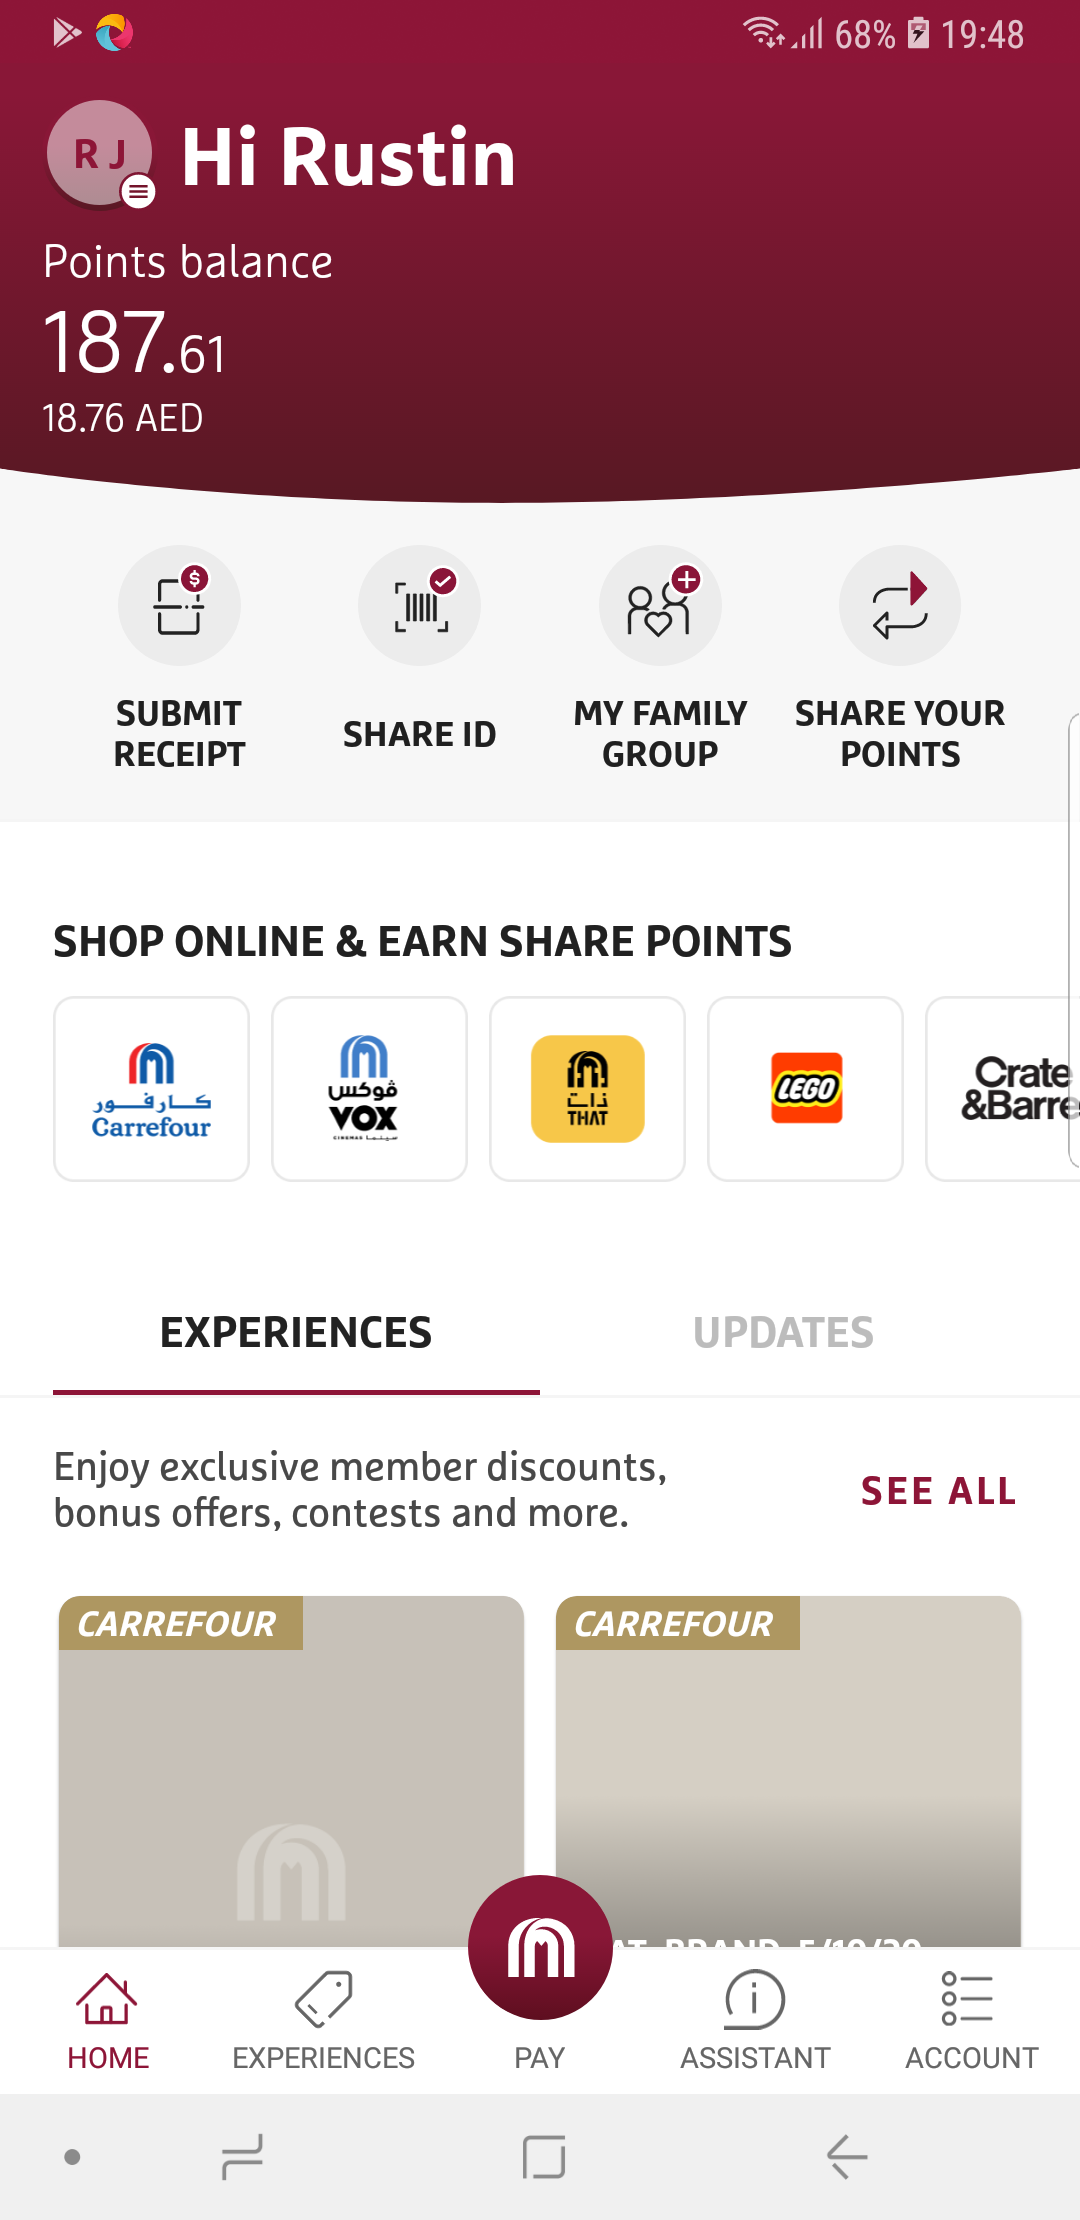 68% 19:48
R J
Hi Rustin
Points balance
187.61
18.76 AED
SUBMIT
RECEIPT
SHARE ID
MY FAMILY
GROUP
SHARE YOUR
POINTS
SHOP ONLINE & EARN SHARE POINTS
كارفور
Carrefour
ڤوكس
VOX
CINEMAS سينما
ذات
THAT
LEGO
Crate
&Barre
EXPERIENCES
UPDATES
Enjoy exclusive member discounts,
bonus offers, contests and more.
SEE ALL
CARREFOUR
CARREFOUR
HOME
EXPERIENCES
PAY
ASSISTANT
ACCOUNT